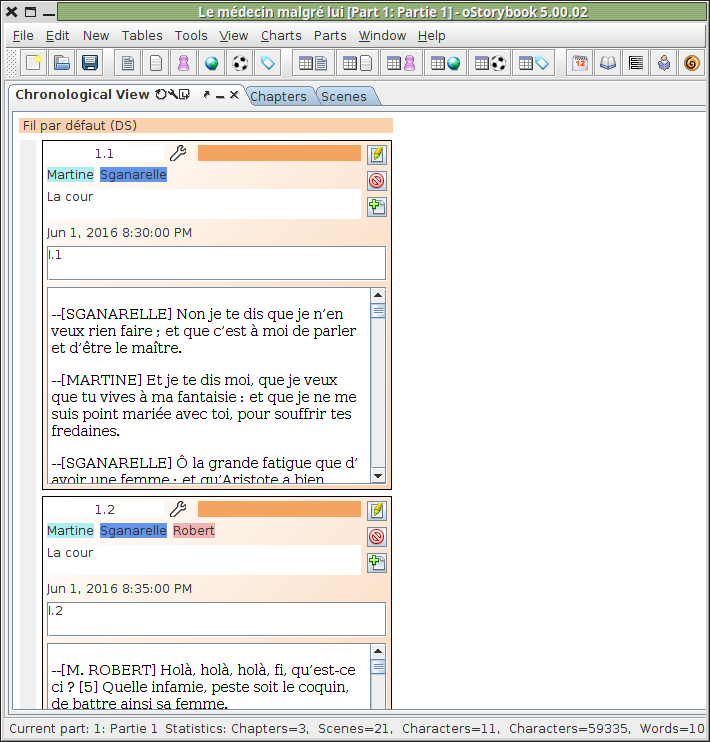 Le médecin malgré lui [Part 1: Partie 1] - oStorybook 5.00.02
File Edit New Tables Tools View Charts Parts Window Help
12
Chronological View Chapters Scenes
Fil par défaut (DS)
1.1
Martine Sganarelle
La cour
Jun 1, 2016 8:30:00 PM
I.1
--[SGANARELLE] Non je te dis que je n’en
veux rien faire ; et que c’est à moi de parler
et d’être le maître.
--[MARTINE] Et je te dis moi, que je veux
que tu vives à ma fantaisie : et que je ne me
suis point mariée avec toi, pour souffrir tes
fredaines.
--[SGANARELLE] Ô la grande fatigue que d’
avoir une femme : et qu’Aristote a bien
1.2
Martine Sganarelle Robert
La cour
Jun 1, 2016 8:35:00 PM
I.2
--[M. ROBERT] Holà, holà, holà, fi, qu’est-ce
ci ? [5] Quelle infamie, peste soit le coquin,
de battre ainsi sa femme.
Current part: 1: Partie 1 Statistics: Chapters=3, Scenes=21, Characters=11, Characters=59335, Words=10